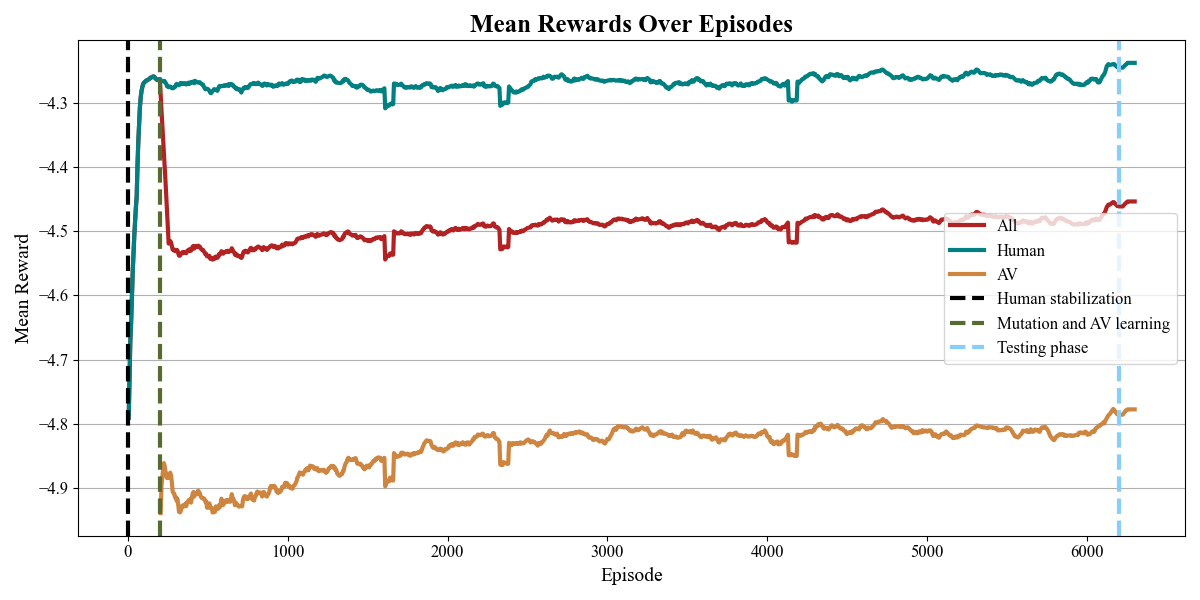 Mean Rewards Over Episodes
Mean Reward
−4.3
−4.4
−4.5
−4.6
−4.7
−4.8
−4.9
All
Human
AV
Human stabilization
Mutation and AV learning
Testing phase
0 1000 2000 3000 4000 5000 6000
Episode